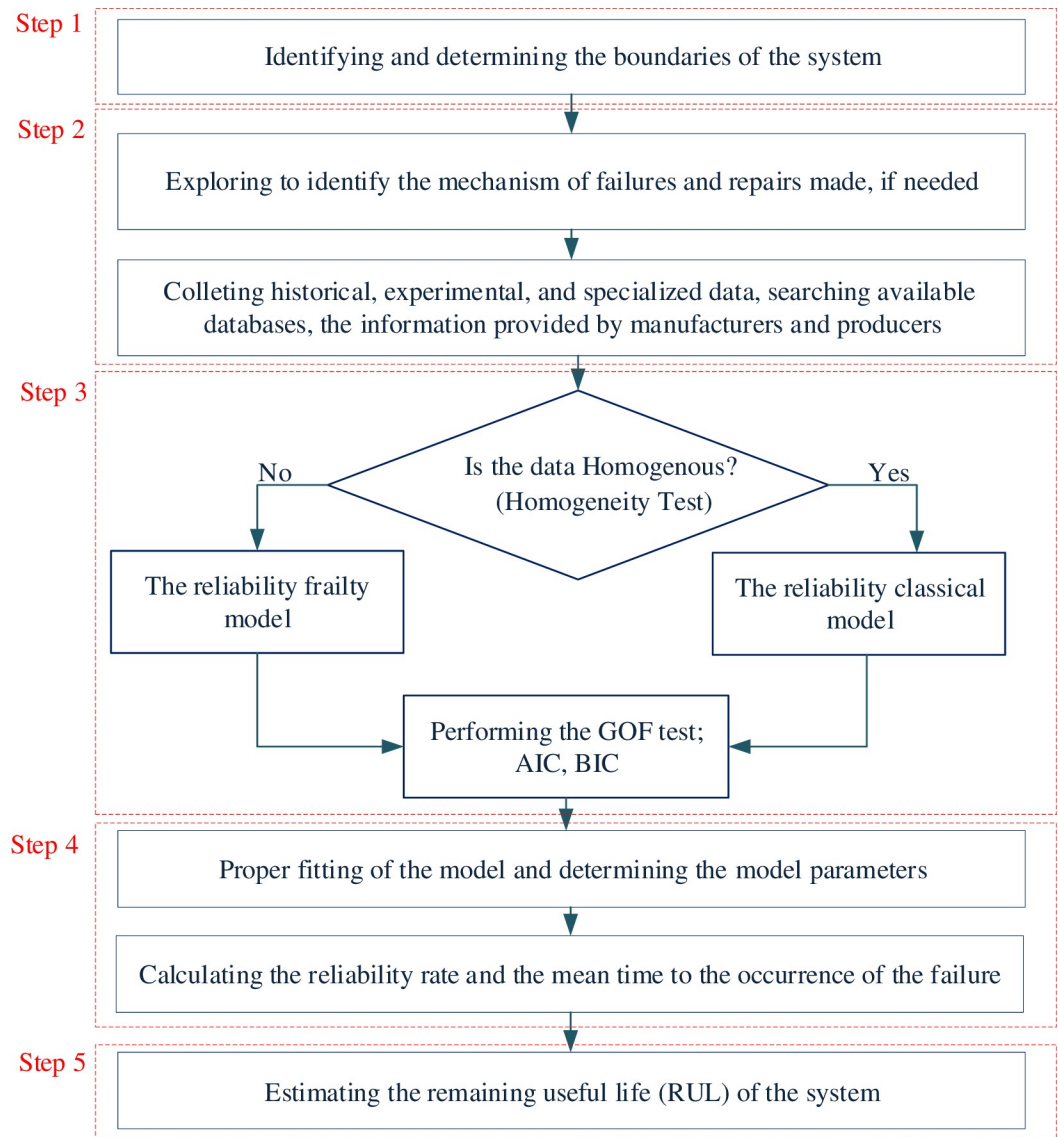 Step 1
Identifying and determining the boundaries of the system
Step 2
Exploring to identify the mechanism of failures and repairs made, if needed
Colleting historical, experimental, and specialized data, searching available
databases, the information provided by manufacturers and producers
Step 3
Is the data Homogenous?
(Homogeneity Test)
No
Yes
The reliability frailty
model
The reliability classical
model
Performing the GOF test;
AIC, BIC
Step 4
Proper fitting of the model and determining the model parameters
Calculating the reliability rate and the mean time to the occurrence of the failure
Step 5
Estimating the remaining useful life (RUL) of the system